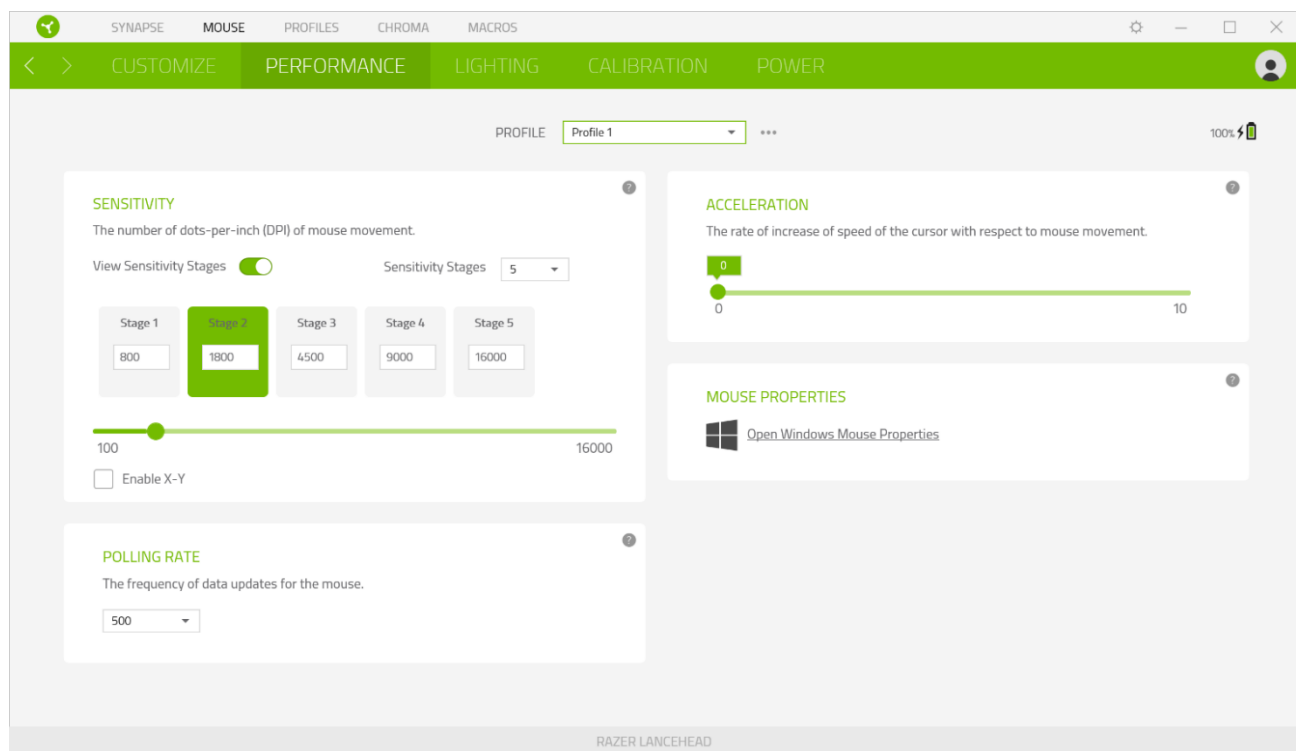 SYNAPSE MOUSE PROFILES CHROMA MACROS
CUSTOMIZE PERFORMANCE LIGHTING CALIBRATION POWER
PROFILE Profile 1
100%
SENSITIVITY
The number of dots-per-inch (DPI) of mouse movement.
View Sensitivity Stages Sensitivity Stages 5
Stage 1 Stage 2 Stage 3 Stage 4 Stage 5
800 1800 4500 9000 16000
100 16000
Enable X-Y
POLLING RATE
The frequency of data updates for the mouse.
500
ACCELERATION
The rate of increase of speed of the cursor with respect to mouse movement.
0
0 10
MOUSE PROPERTIES
Open Windows Mouse Properties
RAZER LANCEHEAD